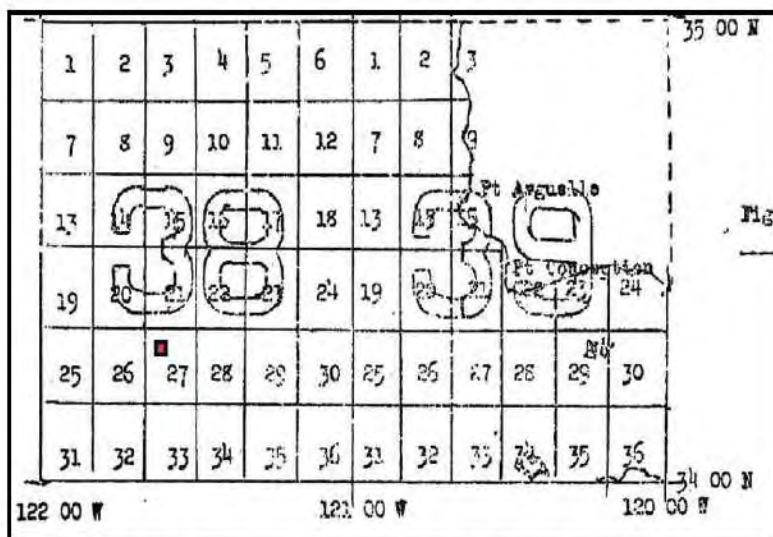 35 00 N
1 2 3 4 5 6 1 2 3
7 8 9 10 11 12 7 8 9
Pt Arguello
13 14 15 16 17 18 13 14 15
38 39
Fig
Pt Conception
19 20 21 22 23 24 19 20 21 22 23 24
25 26 27 28 29 30 25 26 27 28 29 30
31 32 33 34 35 36 31 32 33 34 35 36
34 00 N
122 00 W 121 00 W 120 00 W